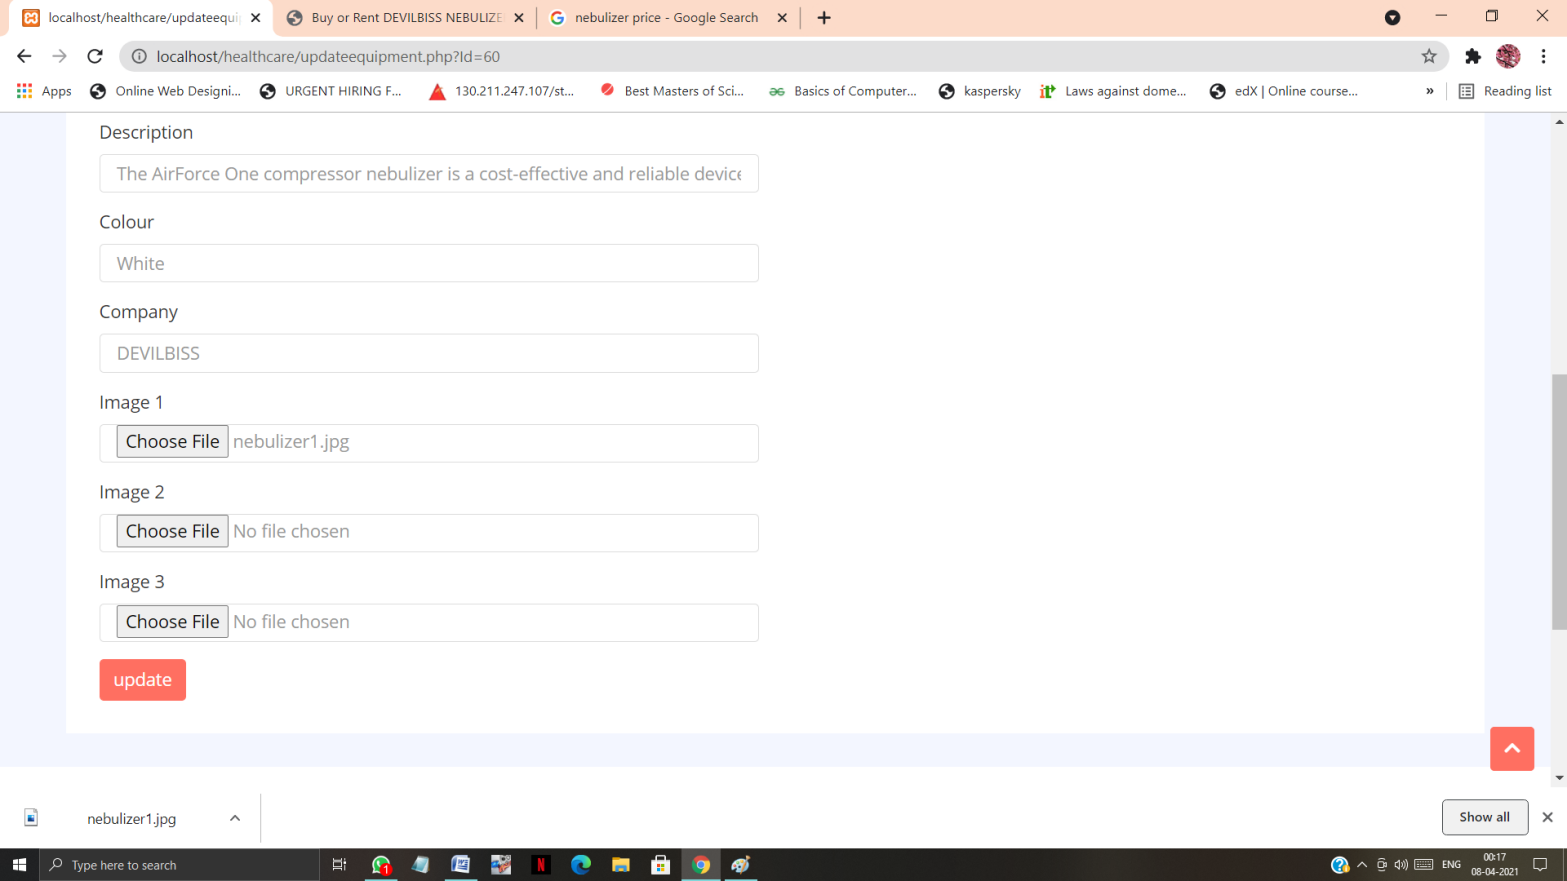 localhost/healthcare/updateequi
Buy or Rent DEVILBISS NEBULIZE
nebulizer price - Google Search
localhost/healthcare/updateequipment.php?Id=60
Apps
Online Web Designi...
URGENT HIRING F...
130.211.247.107/st...
Best Masters of Sci...
Basics of Computer...
kaspersky
Laws against dome...
edX | Online course...
»
Reading list
Description
The AirForce One compressor nebulizer is a cost-effective and reliable device
Colour
White
Company
DEVILBISS
Image 1
Choose File nebulizer1.jpg
Image 2
Choose File No file chosen
Image 3
Choose File No file chosen
update
nebulizer1.jpg
Show all
Type here to search
1
N
ENG
00:17
08-04-2021